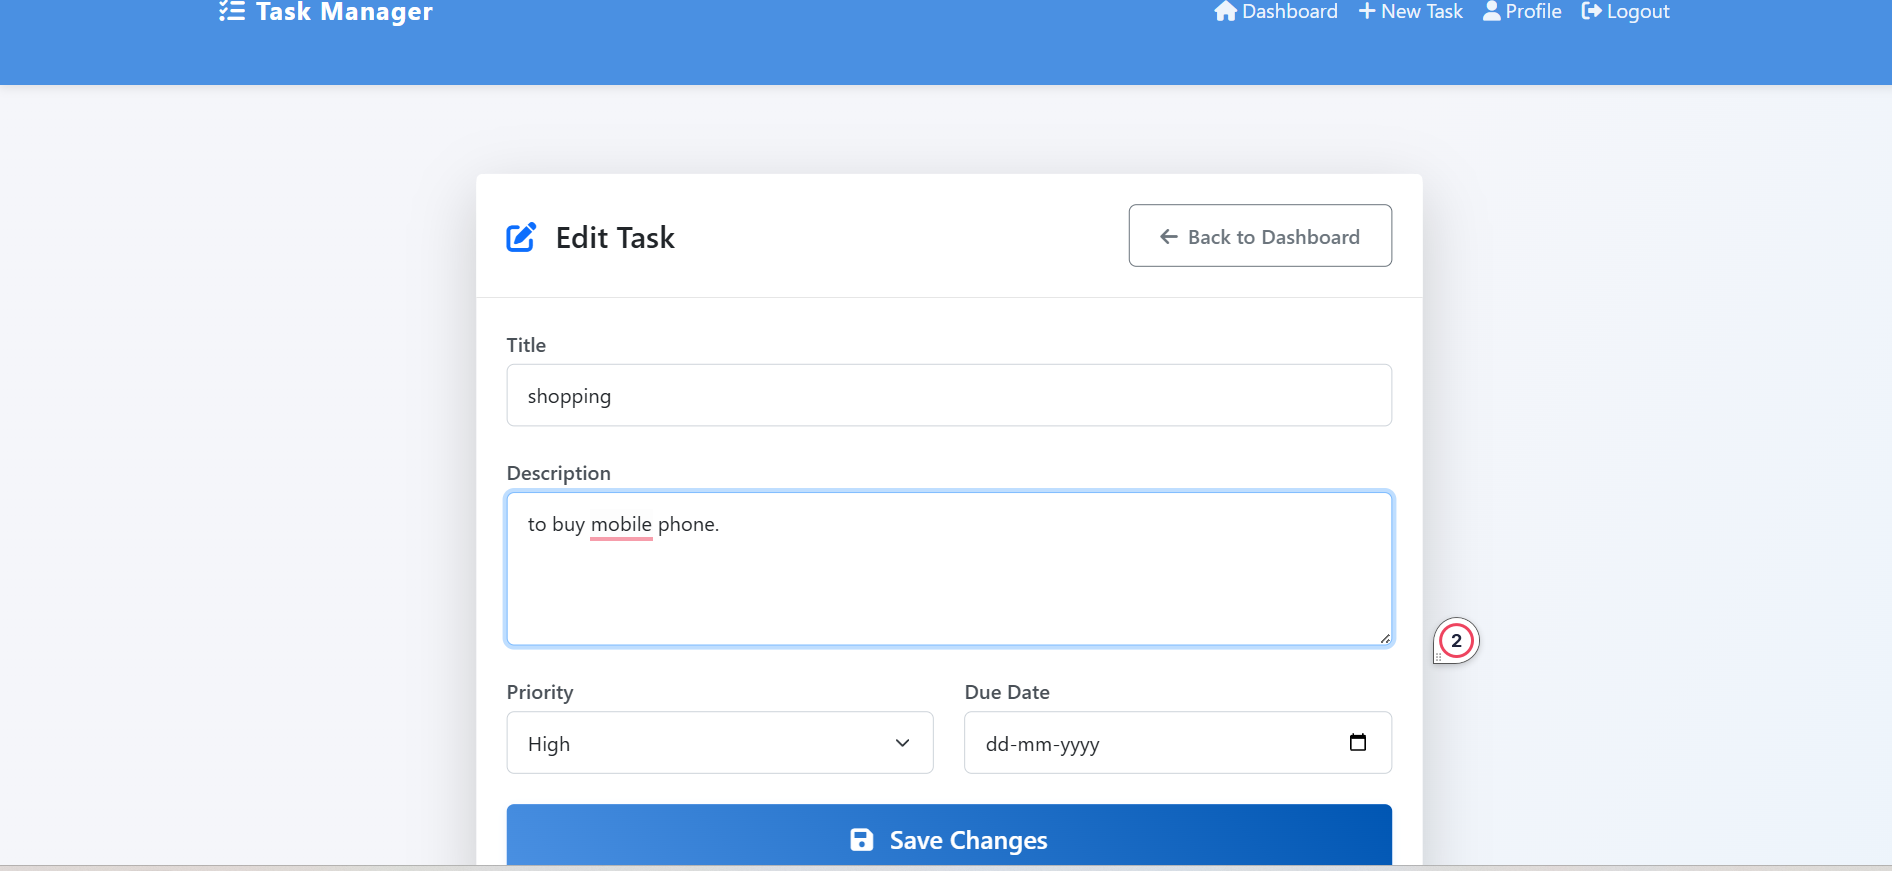 Task Manager
Dashboard
New Task
Profile
Logout
Edit Task
Back to Dashboard
Title
shopping
Description
to buy mobile phone.
2
Priority
Due Date
High
dd-mm-yyyy
Save Changes